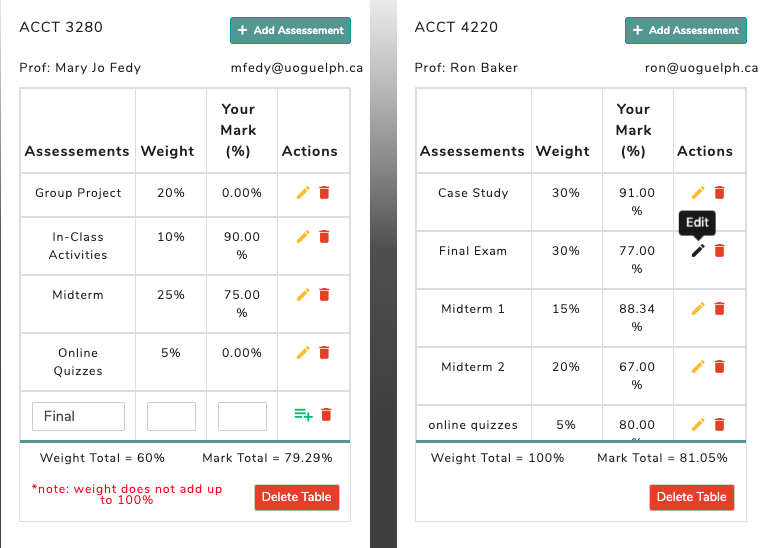 ACCT 3280
+ Add Assessement
Prof: Mary Jo Fedy
mfedy@uoguelph.ca
Your
Mark
Assessements Weight (%) Actions
Group Project 20% 0.00%
In-Class 10% 90.00
Activities %
Midterm 25% 75.00
%
Online 5% 0.00%
Quizzes
Final
Weight Total = 60% Mark Total = 79.29%
*note: weight does not add up
to 100%
Delete Table
ACCT 4220
+ Add Assessement
Prof: Ron Baker
ron@uoguelph.ca
Your
Mark
Assessements Weight (%) Actions
Case Study 30% 91.00
%
Edit
Final Exam 30% 77.00
%
Midterm 1 15% 88.34
%
Midterm 2 20% 67.00
%
online quizzes 5% 80.00
%
Weight Total = 100% Mark Total = 81.05%
Delete Table